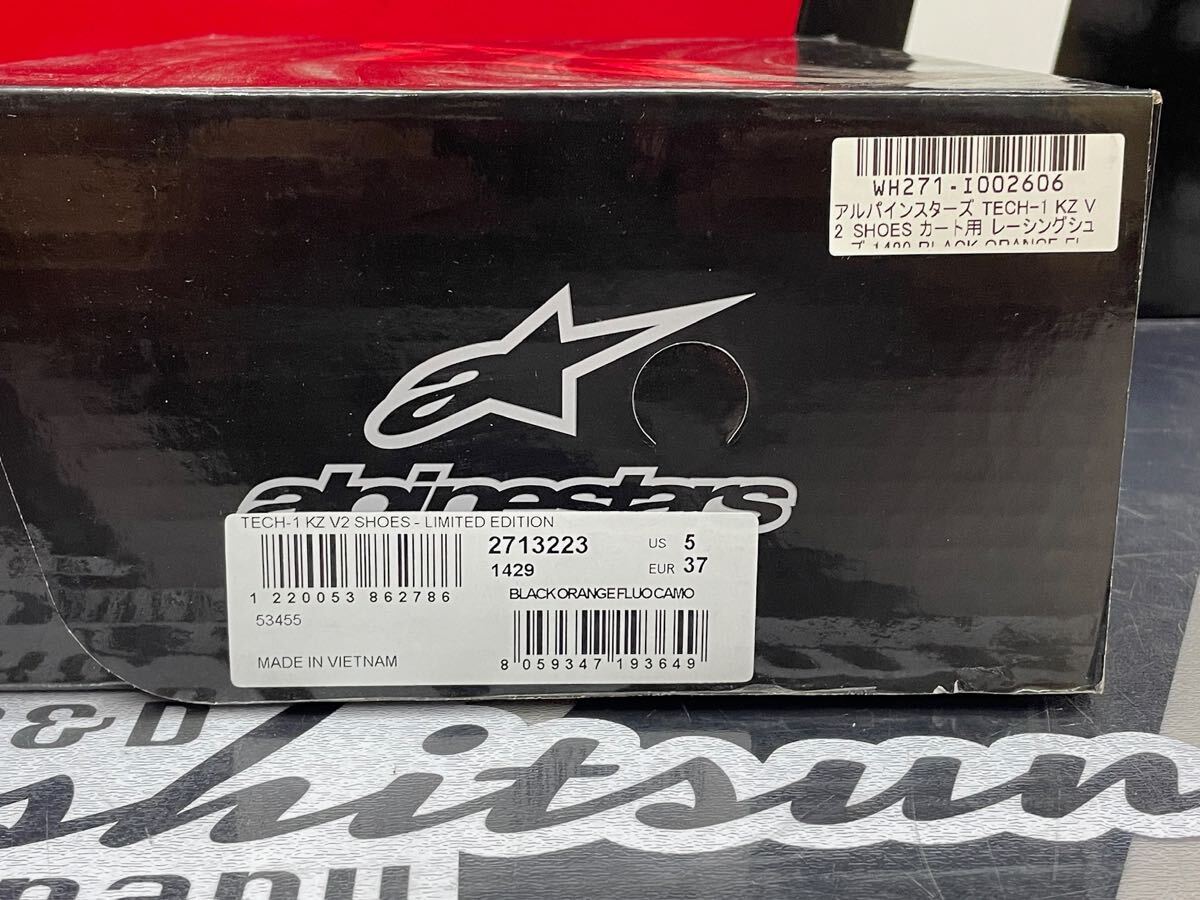 WH271-I002606
アルパインスターズ TECH-1 KZ V
2 SHOES カート用 レーシングシュ
alpinestars
TECH-1 KZ V2 SHOES - LIMITED EDITION
2713223
US 5
1429
EUR 37
1 220053 862786
BLACK ORANGE FLUO CAMO
53455
MADE IN VIETNAM
8 059347 193649
&D